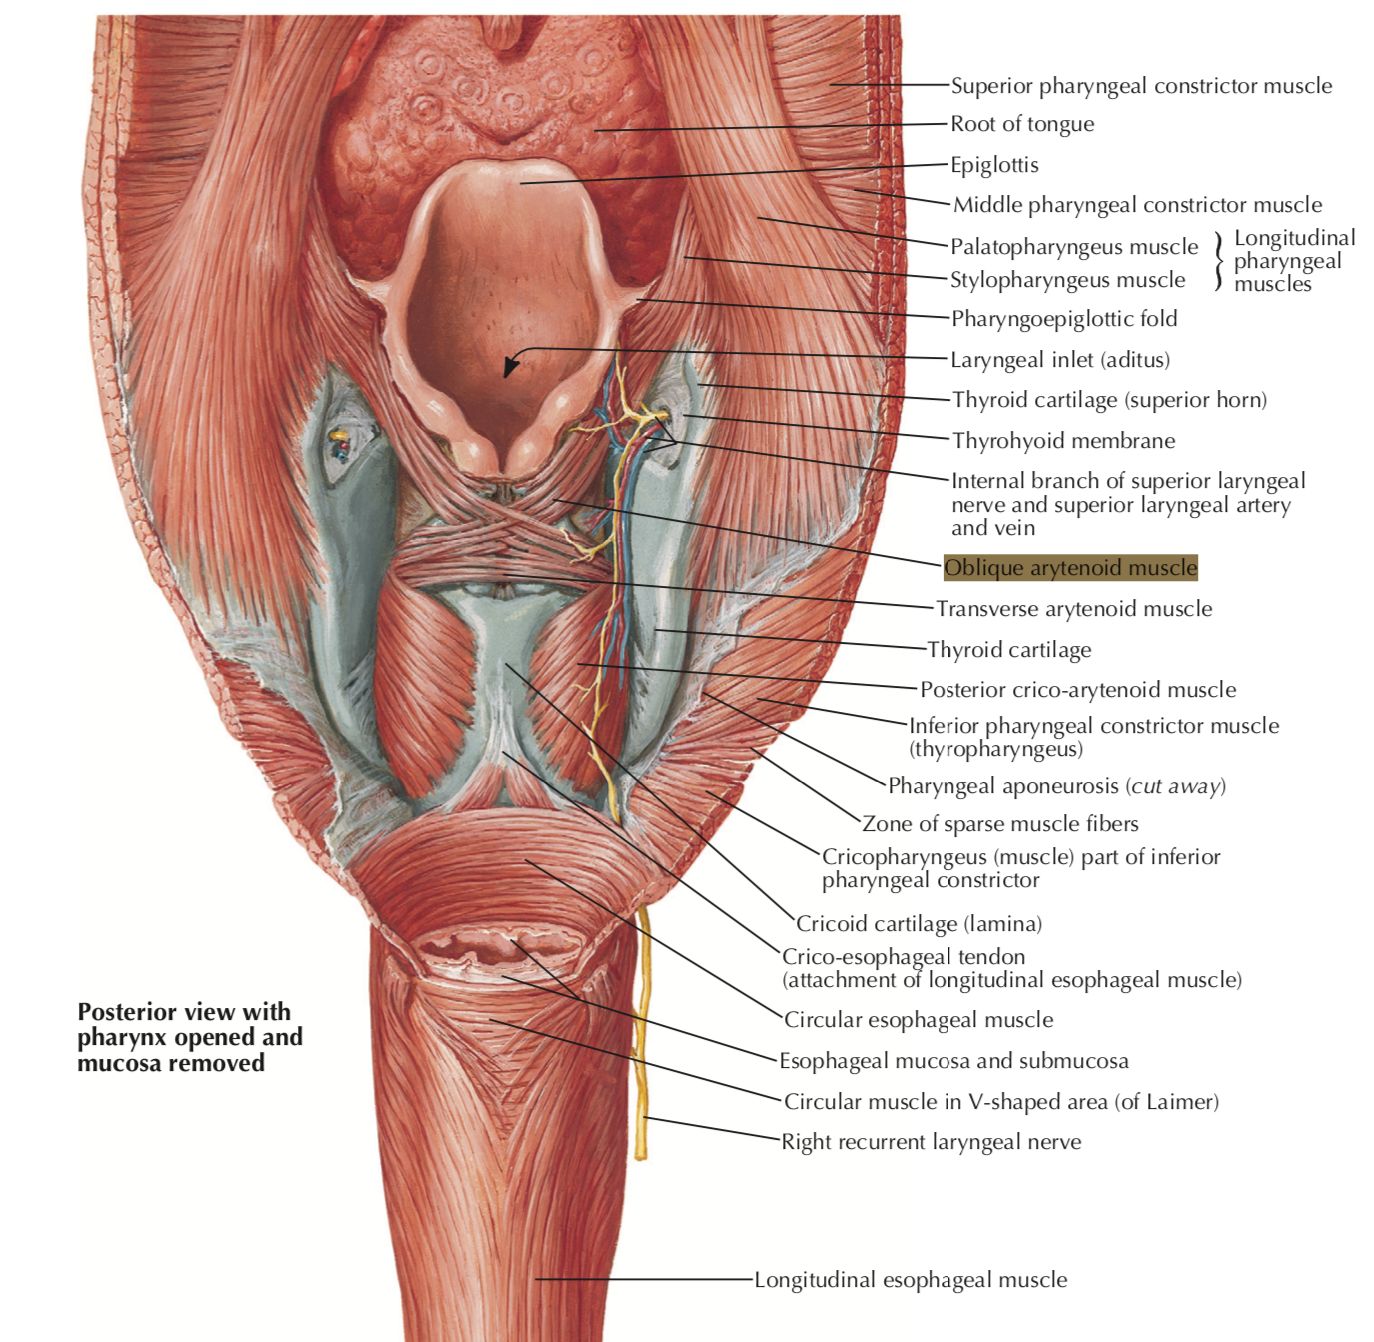 Superior pharyngeal constrictor muscle
Root of tongue
Epiglottis
Middle pharyngeal constrictor muscle
Palatopharyngeus muscle
Stylopharyngeus muscle
Longitudinal
pharyngeal
muscles
Pharyngoepiglottic fold
Laryngeal inlet (aditus)
Thyroid cartilage (superior horn)
Thyrohyoid membrane
Internal branch of superior laryngeal
nerve and superior laryngeal artery
and vein
Oblique arytenoid muscle
Transverse arytenoid muscle
Thyroid cartilage
Posterior crico-arytenoid muscle
Inferior pharyngeal constrictor muscle
(thyropharyngeus)
Pharyngeal aponeurosis (cut away)
Zone of sparse muscle fibers
Cricopharyngeus (muscle) part of inferior
pharyngeal constrictor
Cricoid cartilage (lamina)
Crico-esophageal tendon
(attachment of longitudinal esophageal muscle)
Circular esophageal muscle
Esophageal mucosa and submucosa
Circular muscle in V-shaped area (of Laimer)
Right recurrent laryngeal nerve
Longitudinal esophageal muscle
Posterior view with
pharynx opened and
mucosa removed